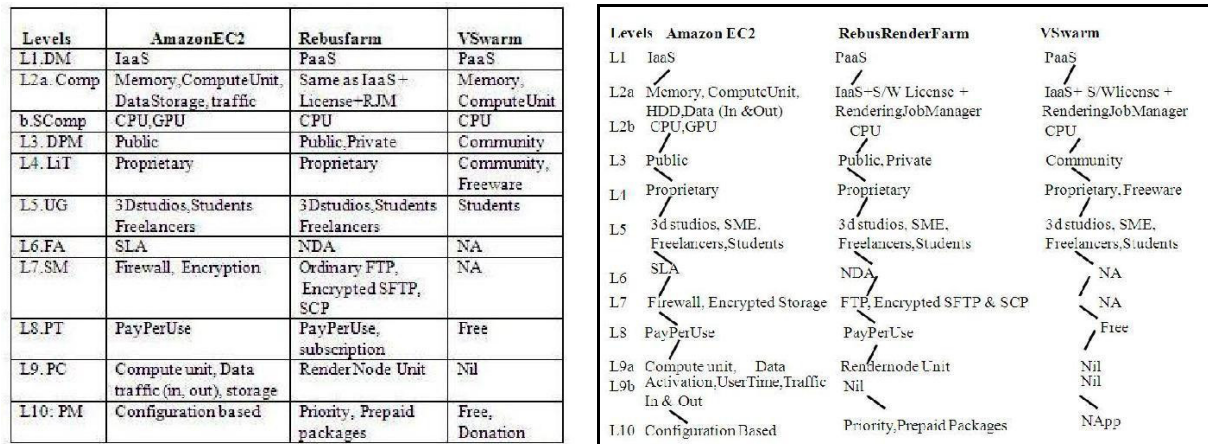 Levels AmazonEC2 Rebusfarm VSwarm
L1.DM IaaS PaaS PaaS
L2a. Comp Memory,ComputeUnit, Same as IaaS + Memory,
DataStorage, traffic License+RJM ComputeUnit
b.SComp CPU,GPU CPU CPU
L3. DPM Public Public,Private Community
L4. LiT Proprietary Proprietary Community,
Freeware
L5.UG 3Dstudios,Students 3Dstudios,Students Students
Freelancers Freelancers
L6.FA SLA NDA NA
L7.SM Firewall, Encryption Ordinary FTP, NA
Encrypted SFTP,
SCP
L8.PT PayPerUse PayPerUse, Free
subscription
L9. PC Compute unit, Data RenderNode Unit Nil
traffic (in, out), storage
L10: PM Configuration based Priority, Prepaid Free,
packages Donation
Levels Amazon EC2 RebusRenderFarm VSwarm
L1 IaaS PaaS PaaS
L2a Memory, ComputeUnit, IaaS+S/W License + IaaS+ S/Wlicense +
HDD,Data (In &Out) RenderingJobManager RenderingJobManager
L2b CPU,GPU CPU CPU
L3 Public Public, Private Community
L4 Proprietary Proprietary Proprietary, Freeware
L5 3d studios, SME, 3d studios, SME, 3d studios, SME,
Freelancers,Students Freelancers,Students Freelancers,Students
L6 SLA NDA NA
L7 Firewall, Encrypted Storage FTP, Encrypted SFTP & SCP NA
L8 PayPerUse PayPerUse Free
L9a Compute unit, Data Rendernode Unit Nil
L9b Activation,UserTime,Traffic Nil Nil
In & Out
L10 Configuration Based Priority,Prepaid Packages NApp